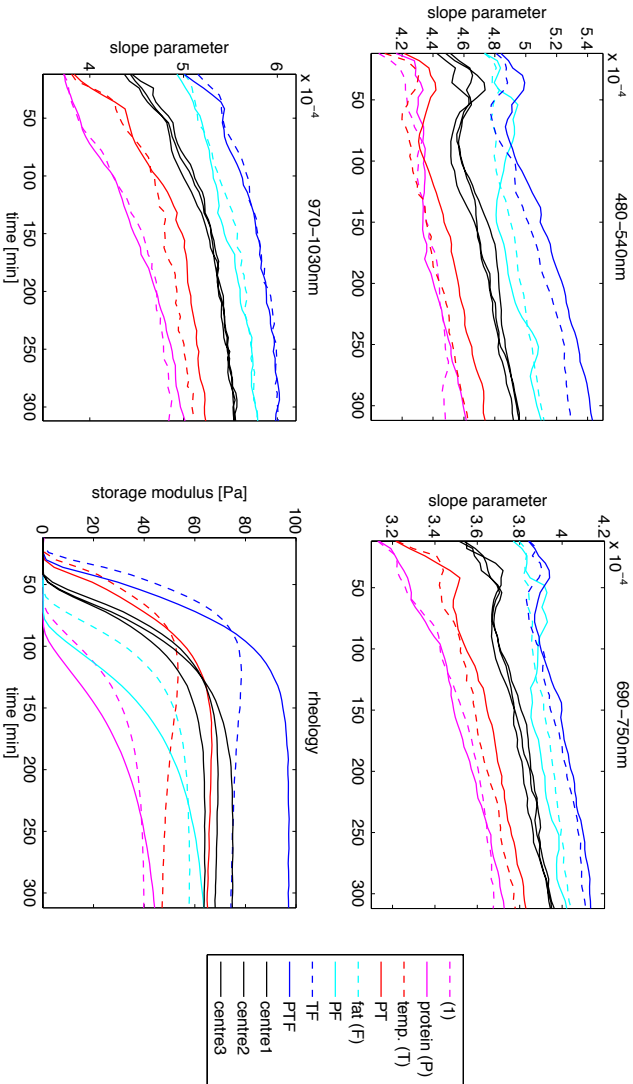 480−540nm
x 10⁻⁴
5.4
5.2
5
4.8
4.6
4.4
4.2
slope parameter
50 100 150 200 250 300
690−750nm
x 10⁻⁴
4.2
4
3.8
3.6
3.4
3.2
slope parameter
50 100 150 200 250 300
970−1030nm
x 10⁻⁴
6
5
4
slope parameter
50 100 150 200 250 300
time [min]
rheology
100
80
60
40
20
0
storage modulus [Pa]
50 100 150 200 250 300
time [min]
(1)
protein (P)
temp. (T)
PT
fat (F)
PF
TF
PTF
centre1
centre2
centre3